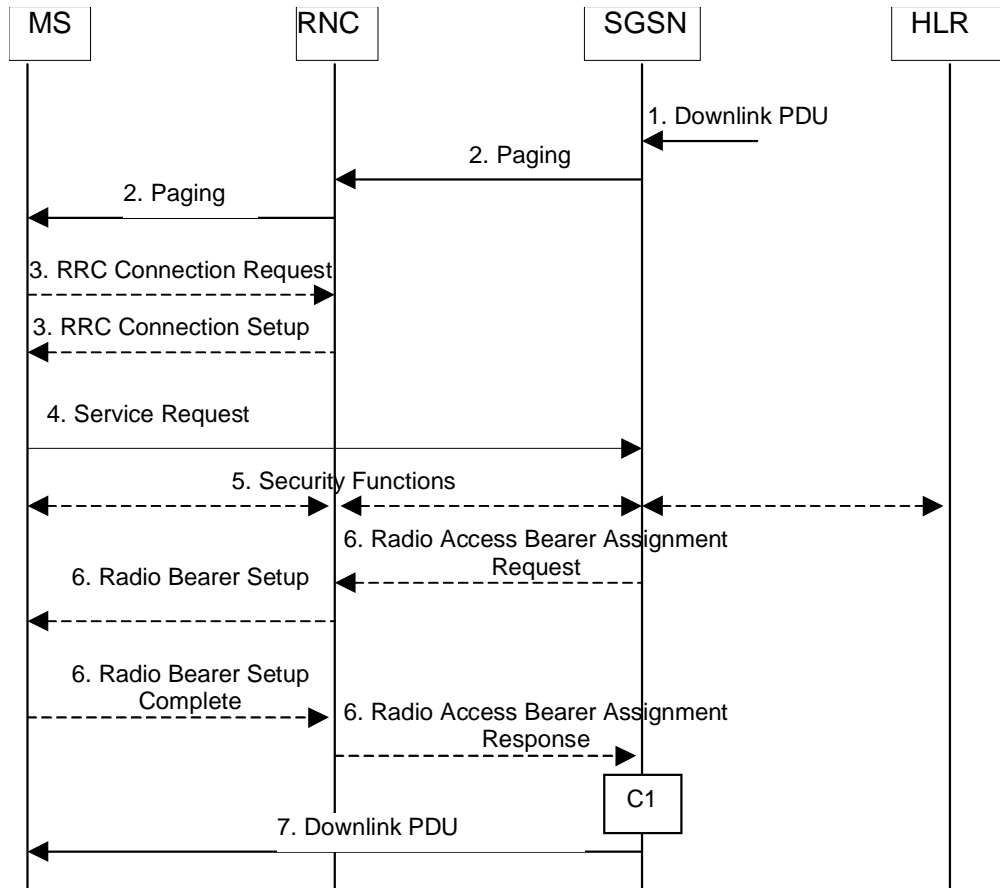 MS
RNC
SGSN
HLR
1. Downlink PDU
2. Paging
2. Paging
3. RRC Connection Request
3. RRC Connection Setup
4. Service Request
5. Security Functions
6. Radio Access Bearer Assignment
Request
6. Radio Bearer Setup
6. Radio Bearer Setup
Complete
6. Radio Access Bearer Assignment
Response
C1
7. Downlink PDU